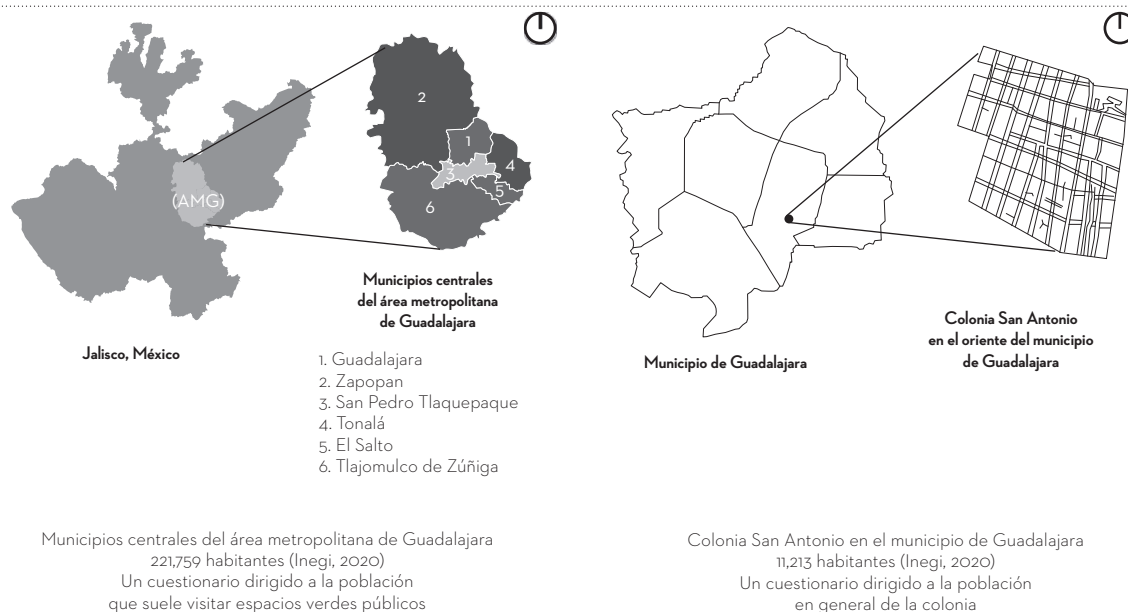 (AMG)
2
1
3
4
5
6
Municipios centrales
del área metropolitana
de Guadalajara
Jalisco, México
1. Guadalajara
2. Zapopan
3. San Pedro Tlaquepaque
4. Tonalá
5. El Salto
6. Tlajomulco de Zúñiga
Municipios centrales del área metropolitana de Guadalajara
221,759 habitantes (Inegi, 2020)
Un cuestionario dirigido a la población
que suele visitar espacios verdes públicos
Municipio de Guadalajara
Colonia San Antonio
en el oriente del municipio
de Guadalajara
Colonia San Antonio en el municipio de Guadalajara
11,213 habitantes (Inegi, 2020)
Un cuestionario dirigido a la población
en general de la colonia